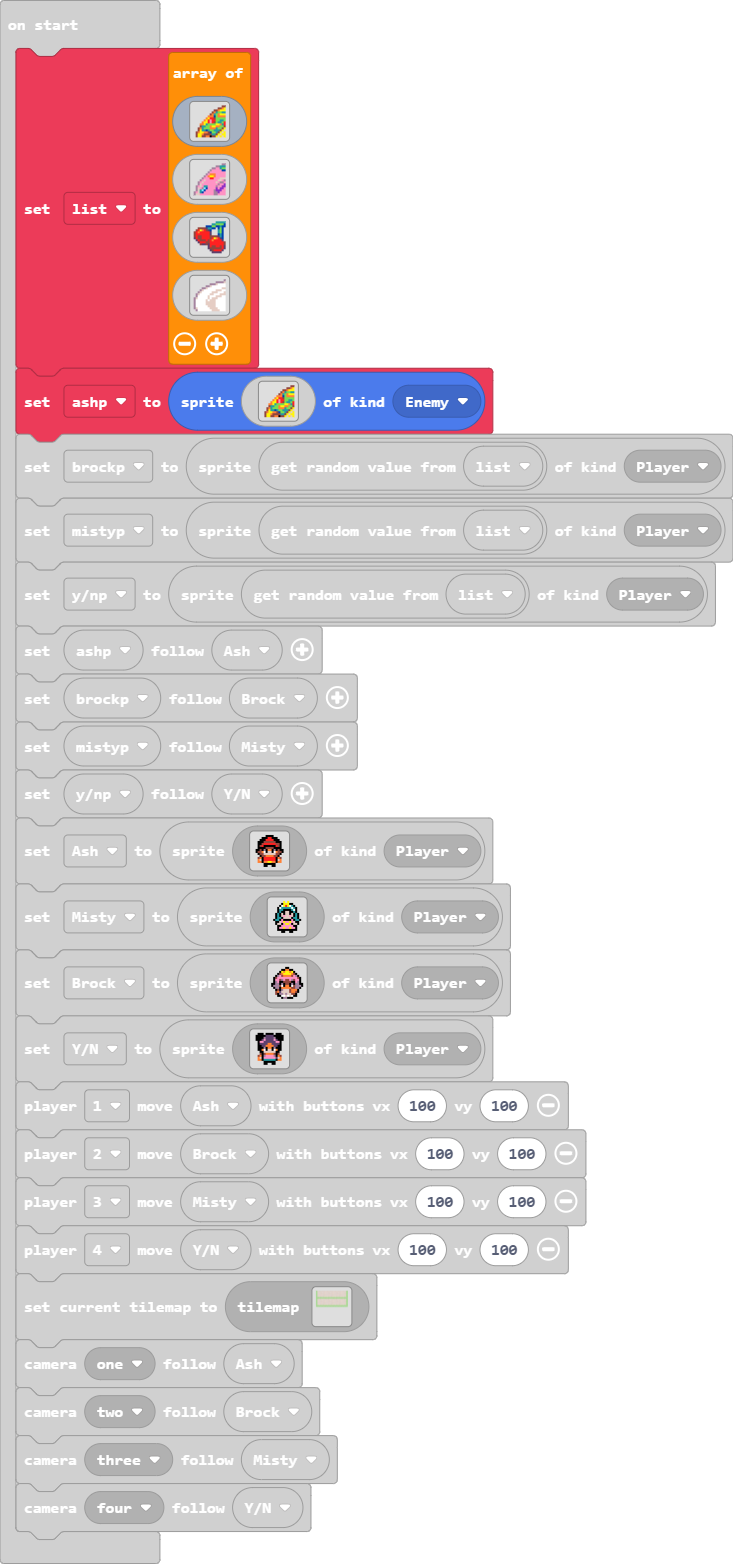 on start
array of
set list to
set ashp to sprite of kind Enemy
set brockp to sprite get random value from list of kind Player
set mistyp to sprite get random value from list of kind Player
set y/np to sprite get random value from list of kind Player
set ashp follow Ash
set brockp follow Brock
set mistyp follow Misty
set y/np follow Y/N
set Ash to sprite of kind Player
set Misty to sprite of kind Player
set Brock to sprite of kind Player
set Y/N to sprite of kind Player
player 1 move Ash with buttons vx 100 vy 100
player 2 move Brock with buttons vx 100 vy 100
player 3 move Misty with buttons vx 100 vy 100
player 4 move Y/N with buttons vx 100 vy 100
set current tilemap to tilemap
camera one follow Ash
camera two follow Brock
camera three follow Misty
camera four follow Y/N